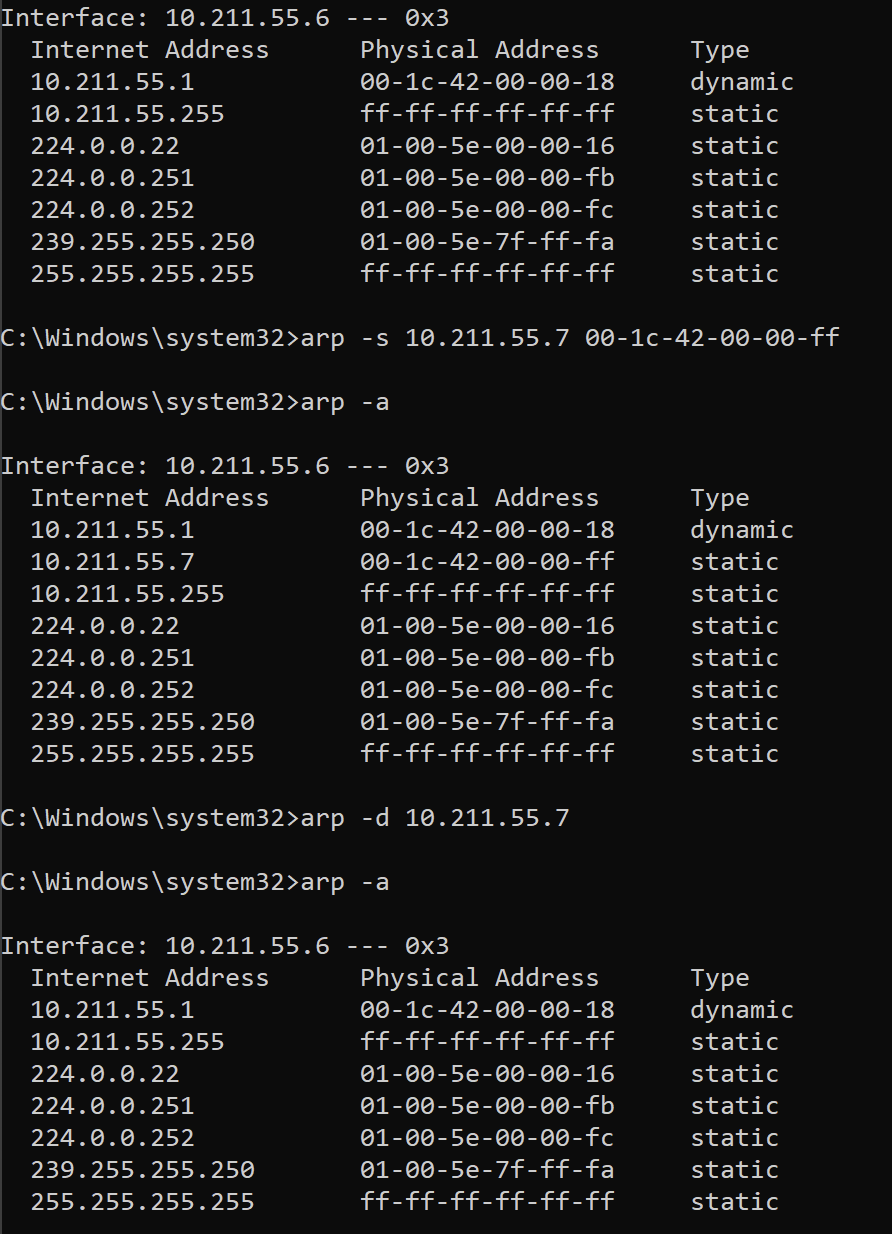 Interface: 10.211.55.6 --- 0x3
  Internet Address      Physical Address      Type
  10.211.55.1           00-1c-42-00-00-18     dynamic
  10.211.55.255         ff-ff-ff-ff-ff-ff     static
  224.0.0.22            01-00-5e-00-00-16     static
  224.0.0.251           01-00-5e-00-00-fb     static
  224.0.0.252           01-00-5e-00-00-fc     static
  239.255.255.250       01-00-5e-7f-ff-fa     static
  255.255.255.255       ff-ff-ff-ff-ff-ff     static

C:\Windows\system32>arp -s 10.211.55.7 00-1c-42-00-00-ff

C:\Windows\system32>arp -a

Interface: 10.211.55.6 --- 0x3
  Internet Address      Physical Address      Type
  10.211.55.1           00-1c-42-00-00-18     dynamic
  10.211.55.7           00-1c-42-00-00-ff     static
  10.211.55.255         ff-ff-ff-ff-ff-ff     static
  224.0.0.22            01-00-5e-00-00-16     static
  224.0.0.251           01-00-5e-00-00-fb     static
  224.0.0.252           01-00-5e-00-00-fc     static
  239.255.255.250       01-00-5e-7f-ff-fa     static
  255.255.255.255       ff-ff-ff-ff-ff-ff     static

C:\Windows\system32>arp -d 10.211.55.7

C:\Windows\system32>arp -a

Interface: 10.211.55.6 --- 0x3
  Internet Address      Physical Address      Type
  10.211.55.1           00-1c-42-00-00-18     dynamic
  10.211.55.255         ff-ff-ff-ff-ff-ff     static
  224.0.0.22            01-00-5e-00-00-16     static
  224.0.0.251           01-00-5e-00-00-fb     static
  224.0.0.252           01-00-5e-00-00-fc     static
  239.255.255.250       01-00-5e-7f-ff-fa     static
  255.255.255.255       ff-ff-ff-ff-ff-ff     static